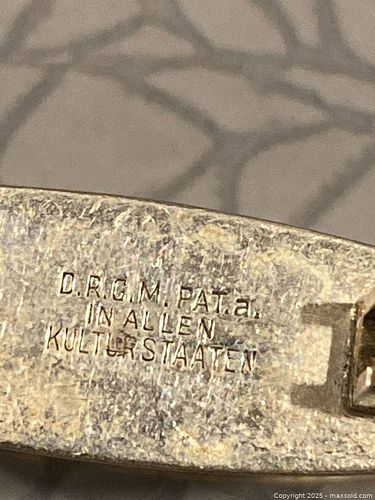 D.R.G.M. PAT.a.
IN ALLEN
KULTURSTAATEN
Copyright © 2025 - maxsold.com